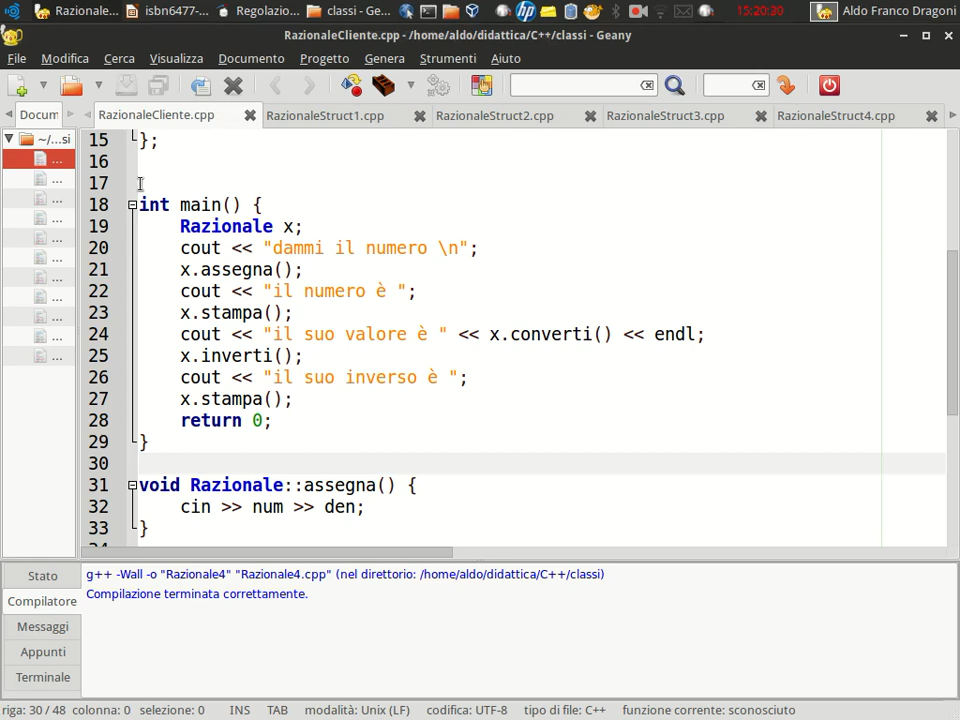 Razionale...
isbn6477-...
Regolazio...
classi - Ge...
15:20:30
Aldo Franco Dragoni
RazionaleCliente.cpp - /home/aldo/didattica/C++/classi - Geany
File Modifica Cerca Visualizza Documento Progetto Genera Strumenti Aiuto
Docum
RazionaleCliente.cpp
RazionaleStruct1.cpp
RazionaleStruct2.cpp
RazionaleStruct3.cpp
RazionaleStruct4.cpp
~/...si
...
...
...
...
...
...
...
...
...
...
15 };
16
17
18 int main() {
19 Razionale x;
20 cout << "dammi il numero \n";
21 x.assegna();
22 cout << "il numero è ";
23 x.stampa();
24 cout << "il suo valore è " << x.converti() << endl;
25 x.inverti();
26 cout << "il suo inverso è ";
27 x.stampa();
28 return 0;
29 }
30
31 void Razionale::assegna() {
32 cin >> num >> den;
33 }
Stato
Compilatore
Messaggi
Appunti
Terminale
g++ -Wall -o "Razionale4" "Razionale4.cpp" (nel direttorio: /home/aldo/didattica/C++/classi)
Compilazione terminata correttamente.
riga: 30 / 48 colonna: 0 selezione: 0 INS TAB modalità: Unix (LF) codifica: UTF-8 tipo di file: C++ funzione corrente: sconosciuto